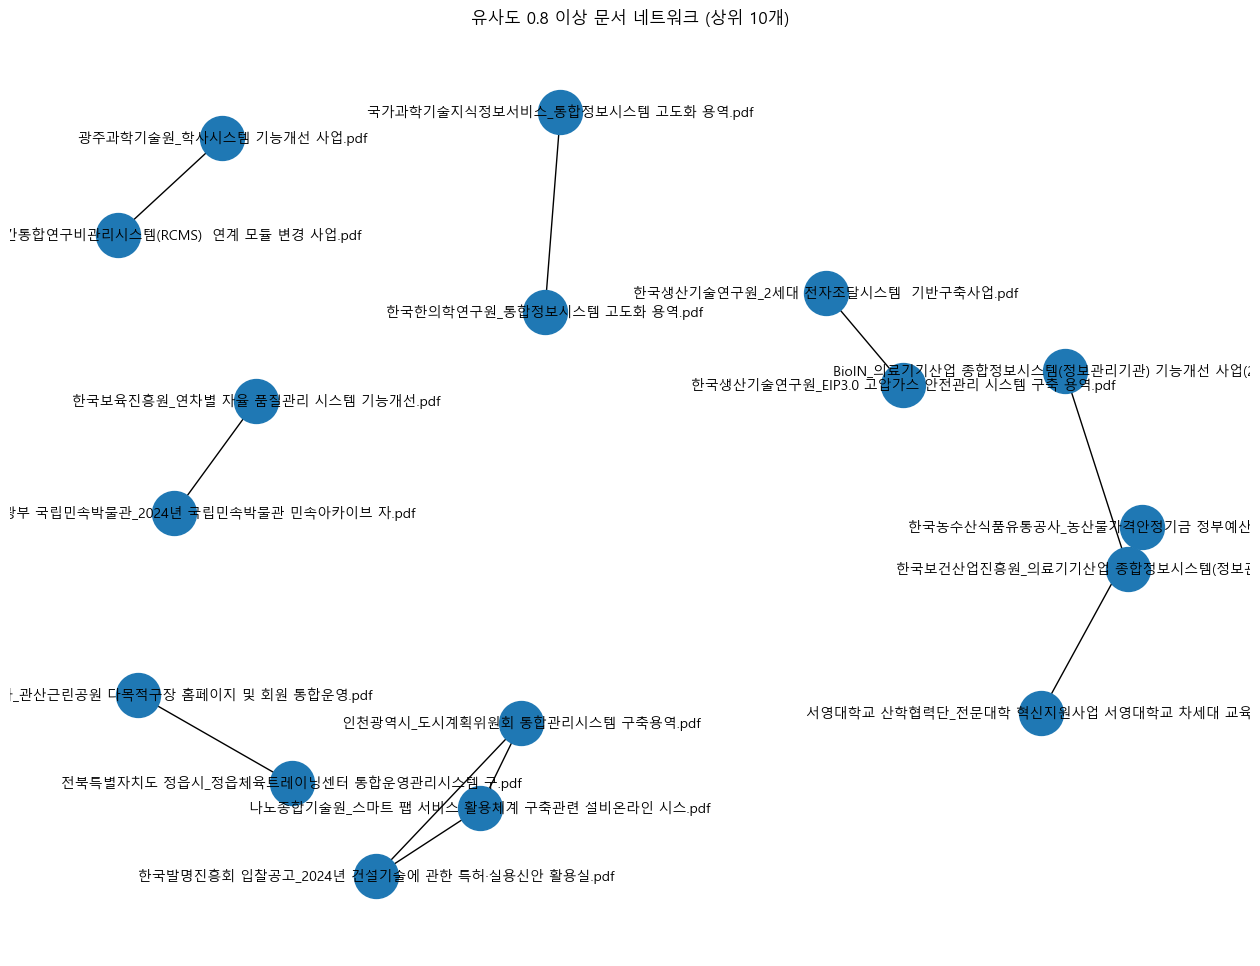 유사도 0.8 이상 문서 네트워크 (상위 10개)
국가과학기술지식정보서비스_통합정보시스템 고도화 용역.pdf
광주과학기술원_학사시스템 기능개선 사업.pdf
통합연구비관리시스템(RCMS)  연계 모듈 변경 사업.pdf
한국생산기술연구원_2세대 전자조달시스템  기반구축사업.pdf
한국한의학연구원_통합정보시스템 고도화 용역.pdf
BioIN_의료기기산업 종합정보시스템(정보관리기관) 기능개선 사업(2
한국생산기술연구원_EIP3.0 고압가스 안전관리 시스템 구축 용역.pdf
한국보육진흥원_연차별 자율 품질관리 시스템 기능개선.pdf
국립민속박물관_2024년 국립민속박물관 민속아카이브 자.pdf
한국농수산식품유통공사_농산물가격안정기금 정부예산
한국보건산업진흥원_의료기기산업 종합정보시스템(정보관
_관산근린공원 다목적구장 홈페이지 및 회원 통합운영.pdf
서영대학교 산학협력단_전문대학 혁신지원사업 서영대학교 차세대 교육
인천광역시_도시계획위원회 통합관리시스템 구축용역.pdf
전북특별자치도 정읍시_정읍체육트레이닝센터 통합운영관리시스템 구.pdf
나노종합기술원_스마트 팹 서비스 활용체계 구축관련 설비온라인 시스.pdf
한국발명진흥회 입찰공고_2024년 건설기술에 관한 특허·실용신안 활용실.pdf